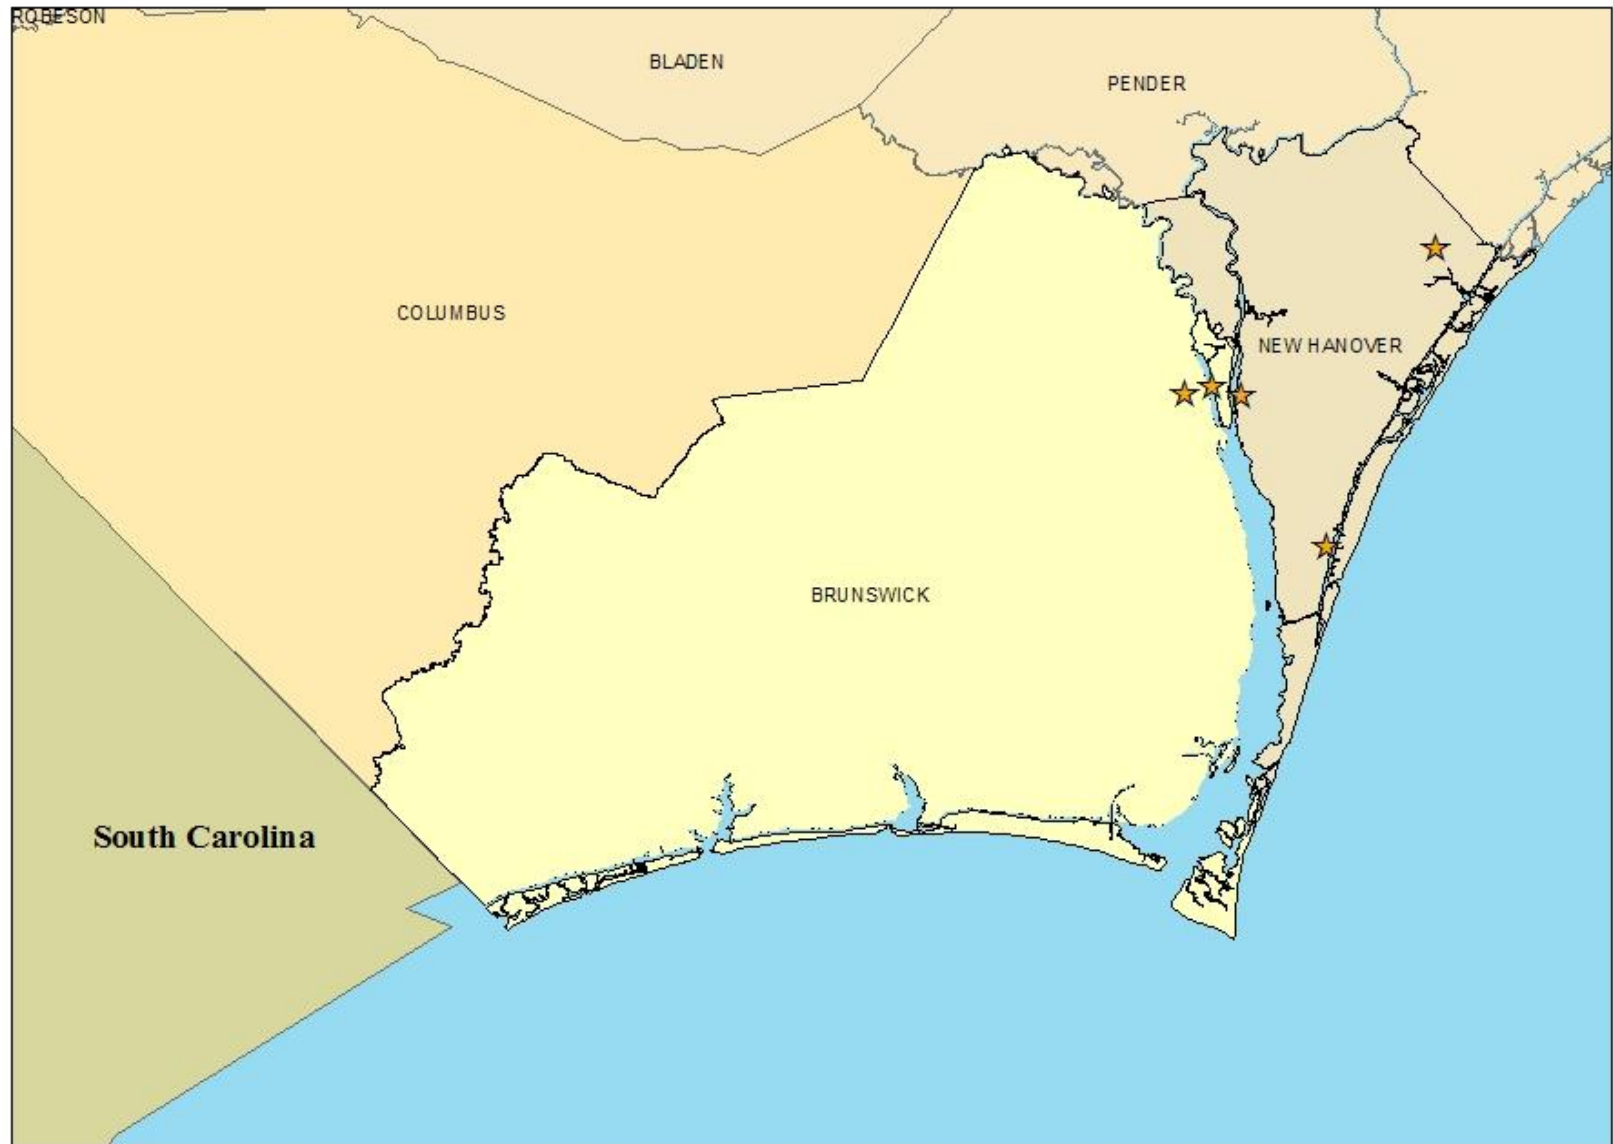 ROBESON
BLADEN
PENDER
COLUMBUS
NEW HANOVER
BRUNSWICK
South Carolina